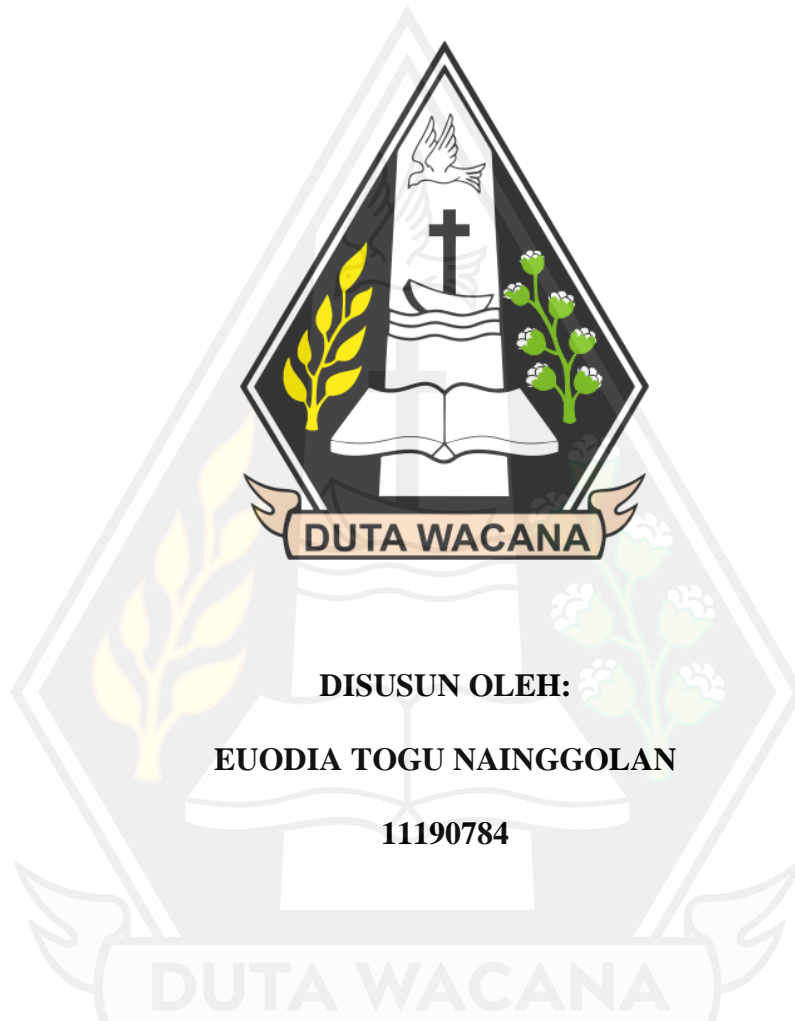 DUTA WACANA
DISUSUN OLEH:
EUODIA TOGU NAINGGOLAN
11190784
DUTA WACANA